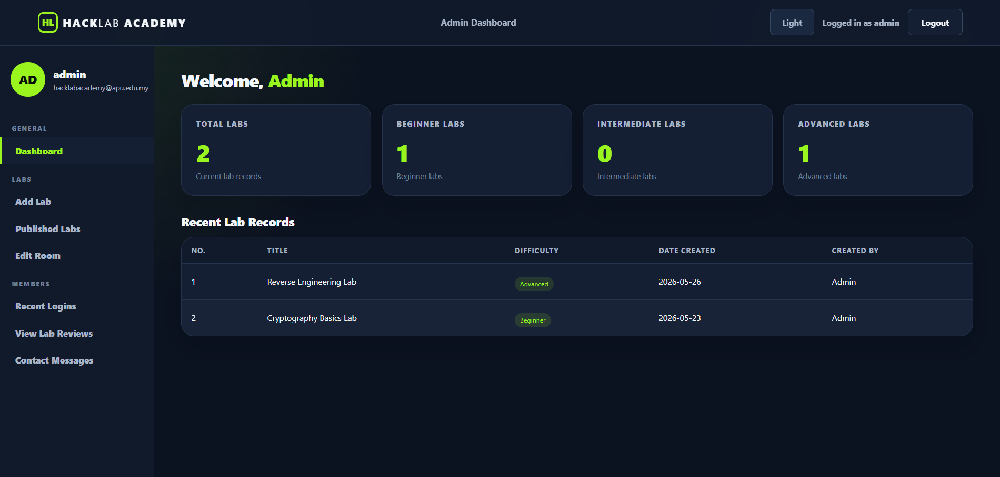 HL HACKLAB ACADEMY
Admin Dashboard
Light
Logged in as admin
Logout
AD
admin
hacklabacademy@apu.edu.my
GENERAL
Dashboard
LABS
Add Lab
Published Labs
Edit Room
MEMBERS
Recent Logins
View Lab Reviews
Contact Messages
Welcome, Admin
TOTAL LABS
2
Current lab records
BEGINNER LABS
1
Beginner labs
INTERMEDIATE LABS
0
Intermediate labs
ADVANCED LABS
1
Advanced labs
Recent Lab Records
NO. TITLE DIFFICULTY DATE CREATED CREATED BY
1 Reverse Engineering Lab Advanced 2026-05-26 Admin
2 Cryptography Basics Lab Beginner 2026-05-23 Admin